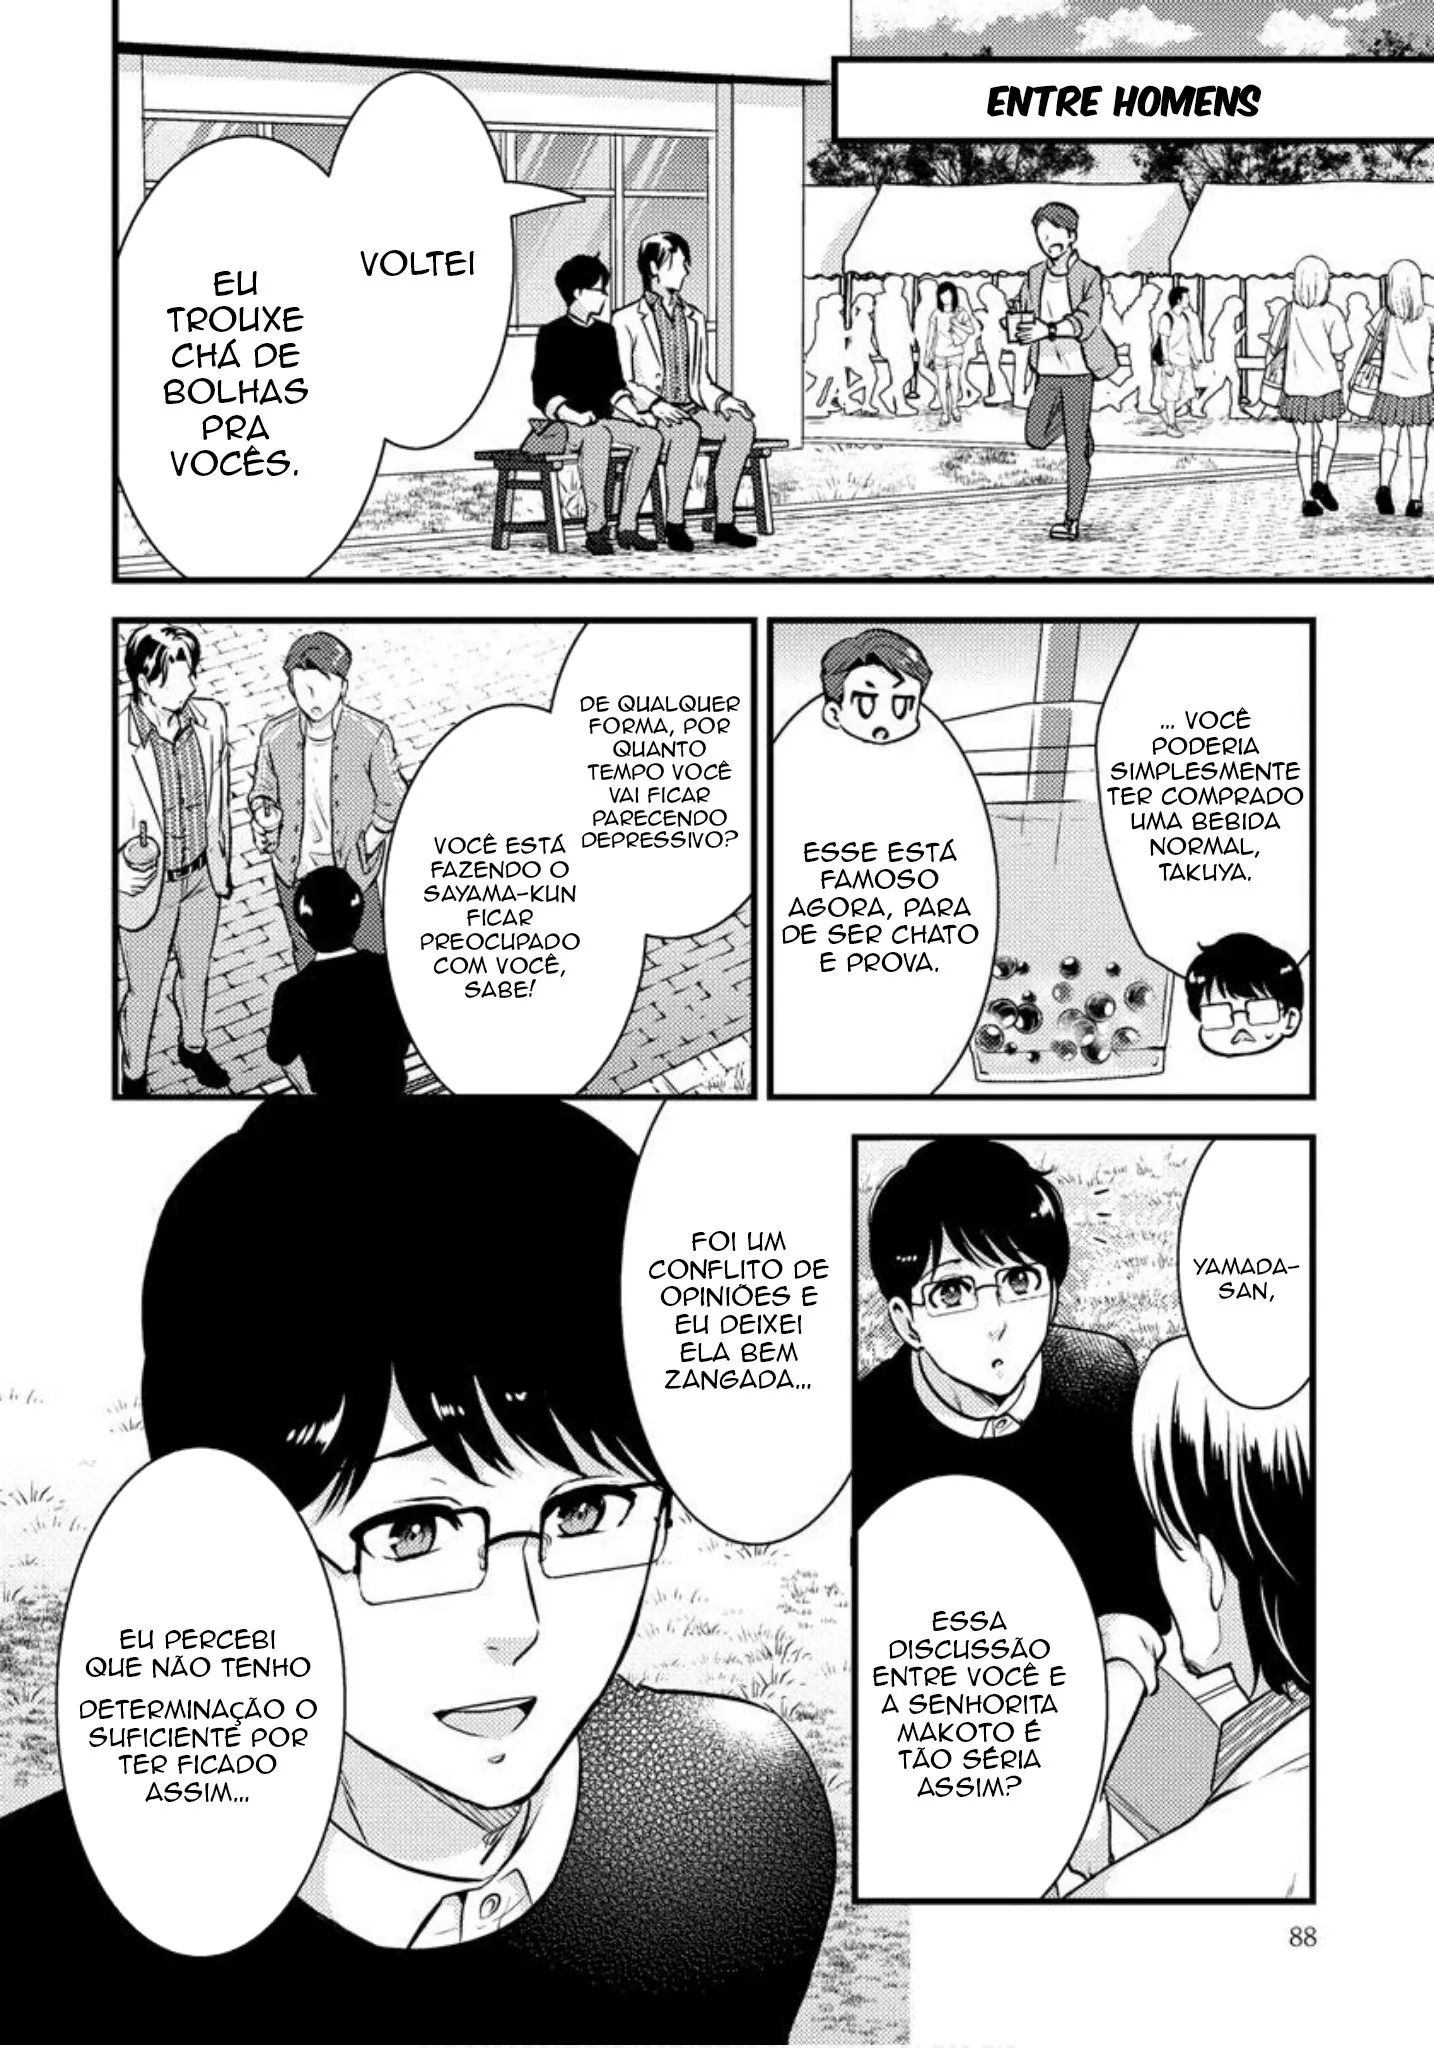 ENTRE HOMENS
VOLTEI
EU
TROUXE
CHÁ DE
BOLHAS
PRA
VOCÊS.
... VOCÊ
PODERIA
SIMPLESMENTE
TER COMPRADO
UMA BEBIDA
NORMAL,
TAKUYA.
ESSE ESTÁ
FAMOSO
AGORA, PARA
DE SER CHATO
E PROVA.
DE QUALQUER
FORMA, POR
QUANTO
TEMPO VOCÊ
VAI FICAR
PARECENDO
DEPRESSIVO?
VOCÊ ESTÁ
FAZENDO O
SAYAMA-KUN
FICAR
PREOCUPADO
COM VOCÊ,
SABE!
YAMADA-
SAN,
ESSA
DISCUSSÃO
ENTRE VOCÊ E
A SENHORITA
MAKOTO É
TÃO SÉRIA
ASSIM?
FOI UM
CONFLITO DE
OPINIÕES E
EU DEIXEI
ELA BEM
ZANGADA...
EU PERCEBI
QUE NÃO TENHO
DETERMINAÇÃO O
SUFICIENTE POR
TER FICADO
ASSIM...
88